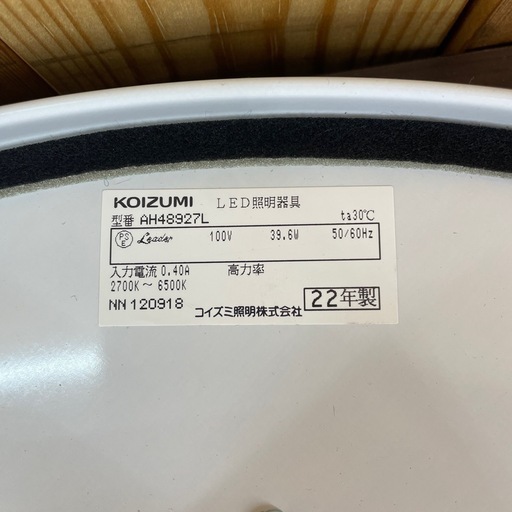 KOIZUMI LED照明器具
型番 AH48927L ta30℃
PSE Leader 100V 39.6W 50/60Hz
入力電流 0.40A 高力率
2700K～6500K
NN 120918 コイズミ照明株式会社 22年製